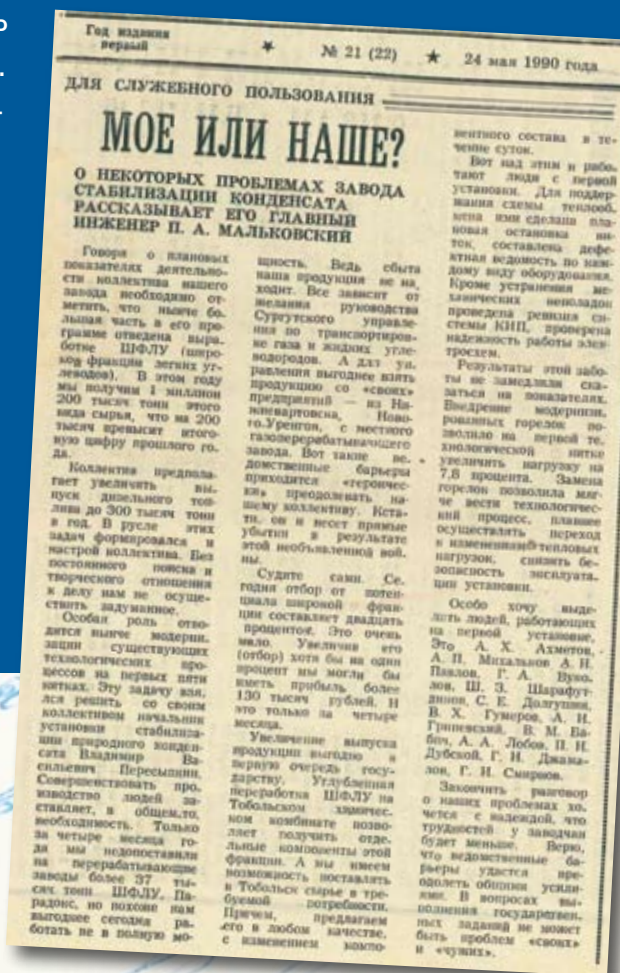 Год издания
первый
№ 21 (22)
24 мая 1990 года
ДЛЯ СЛУЖЕБНОГО ПОЛЬЗОВАНИЯ
МОЕ ИЛИ НАШЕ?
О НЕКОТОРЫХ ПРОБЛЕМАХ ЗАВОДА
СТАБИЛИЗАЦИИ КОНДЕНСАТА
РАССКАЗЫВАЕТ ЕГО ГЛАВНЫЙ
ИНЖЕНЕР П. А. МАЛЬКОВСКИЙ
Говоря о плановых
показателях деятельно-
сти коллектива нашего
завода необходимо от-
метить, что нынче бо-
льшая часть в его про-
грамме отведена выра-
ботке ШФЛУ (широ-
кой фракции легких уг-
леводов). В этом году
мы получим 1 миллион
200 тысяч тонн этого
вида сырья, что на 200
тысяч превысит итого-
вую цифру прошлого го-
да.
Коллектив предпола-
гает увеличить вы-
пуск дизельного топ-
лива до 300 тысяч тонн
в год. В русле этих
задач формировался и
настрой коллектива. Без
постоянного поиска и
творческого отношения
к делу нам не осуще-
ствить задуманное.
Особая роль отво-
дится нынче модерни-
зации существующих
технологических про-
цессов на первых пяти
нитках. Эту задачу взя-
лся решить со своим
коллективом начальник
установки стабилиза-
ции природного конден-
сата Владимир Ва-
сильевич Пересыпкин.
Совершенствовать про-
изводство людей за-
ставляет, в общем-то,
необходимость. Только
за четыре месяца го-
да мы недопоставили
на перерабатывающие
заводы более 37 ты-
сяч тонн ШФЛУ. Па-
радокс, но похоже нам
выгоднее сегодня ра-
ботать не в полную мо-
щность. Ведь сбыта
наша продукция не на-
ходит. Все зависит от
желания руководства
Сургутского управле-
ния по транспортиров-
ке газа и жидких угле-
водородов. А для уп-
равления выгоднее взять
продукцию со «своих»
предприятий — из На-
жневартовска, Ново-
го.Уренгоя, с местного
газоперерабатывающего
завода. Вот такие ве-
домственные барьеры
приходится «героичес-
ки» преодолевать на-
шему коллективу. Кста-
ти, он и несет прямые
убытки в результате
этой необъявленной вой-
ны.
Судите сами. Се-
годня отбор от потен-
циала широкой фрак-
ции составляет двадцать
процентов. Это очень
мало. Увеличив его
(отбор) хотя бы на один
процент мы могли бы
иметь прибыль более
130 тысяч рублей. И
это только за четыре
месяца.
Увеличение выпуска
продукции выгодно в
первую очередь госу-
дарству. Углубленная
переработка ШФЛУ на
Тобольском химичес-
ком комбинате позво-
ляет получить отде-
льные компоненты этой
фракции. А мы имеем
возможность поставлять
в Тобольск сырье в тре-
буемой потребности.
Причем, предлагаем
его в любом качестве,
с изменением компо-
нентного состава в те-
чение суток.
Вот над этим и рабо-
тают люди с первой
установки. Для поддер-
жания схемы теплооб-
мена ими сделана пла-
новая остановка ни-
ток, составлена дефе-
ктная ведомость по каж-
дому виду оборудования.
Кроме устранения ме-
ханических неполадок
проведена ревизия си-
стемы КИП, проверена
надежность работы элек-
тросхем.
Результаты этой забо-
ты не замедлили ска-
заться на показателях.
Внедрение модернизи-
рованных горелок по-
зволило на первой те-
хнологической нитке
увеличить нагрузку на
7,8 процента. Замена
горелок позволила мяг-
че вести технологичес-
кий процесс, плавнее
осуществлять переход
к изменениям тепловых
нагрузок, снизить бе-
зопасность эксплуата-
ции установки.
Особо хочу выде-
лить людей, работающих
на первой установке.
Это А. Х. Ахметов,
А. П. Михальков А. Н.
Павлов, Г. А. Вуко-
лов, Ш. З. Шарафут-
динов, С. Е. Долгушин,
В. Х. Гумеров, А. И.
Гриневский, В. М. Ба-
бич, А. А. Лобов, П. Н.
Дубской, Г. Н. Джама-
лов, Г. И. Смирнов.
Закончить разговор
о наших проблемах хо-
чется с надеждой, что
трудностей у заводчан
будет меньше. Верю,
что ведомственные ба-
рьеры удастся пре-
одолеть общими усили-
ями. В вопросах вы-
полнения государствен-
ных заданий не может
быть проблем «своих»
и «чужих».